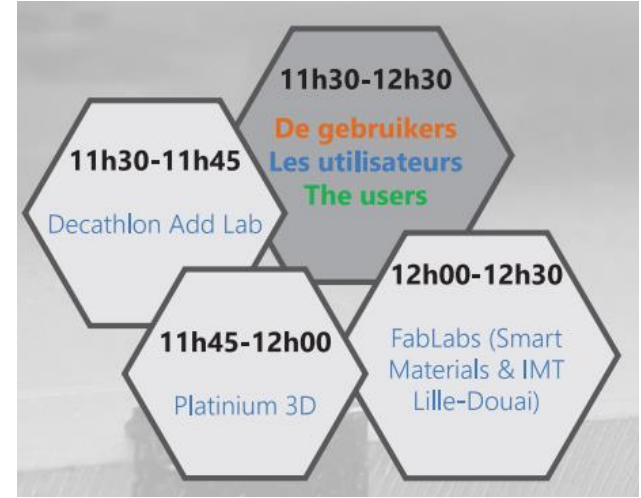 11h30-12h30
De gebruikers
Les utilisateurs
The users
11h30-11h45
Decathlon Add Lab
11h45-12h00
Platinium 3D
12h00-12h30
FabLabs (Smart
Materials & IMT
Lille-Douai)